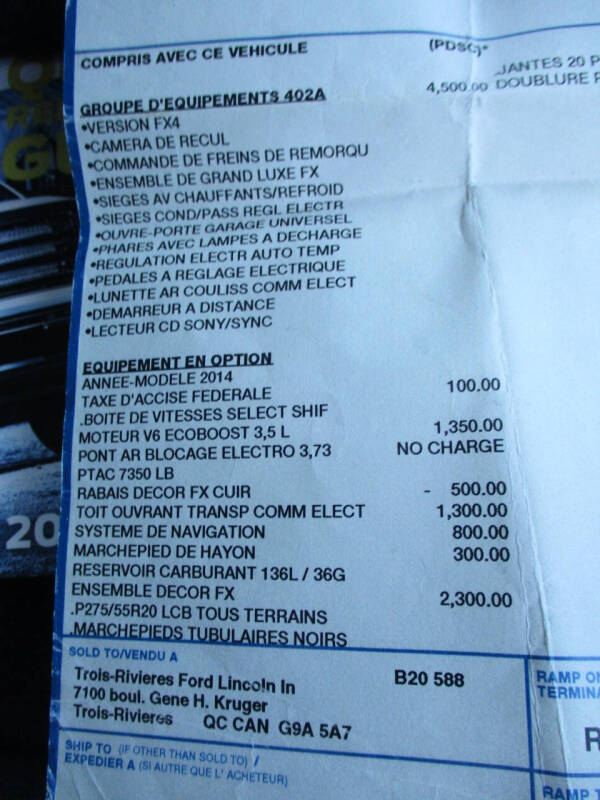 COMPRIS AVEC CE VEHICULE (PDSC)*
JANTES 20 P
GROUPE D'EQUIPEMENTS 402A 4,500.00 DOUBLURE
•VERSION FX4
•CAMERA DE RECUL
•COMMANDE DE FREINS DE REMORQU
•ENSEMBLE DE GRAND LUXE FX
•SIEGES AV CHAUFFANTS/REFROID
•SIEGES COND/PASS REGL ELECTR
•OUVRE-PORTE GARAGE UNIVERSEL
•PHARES AVEC LAMPES A DECHARGE
•REGULATION ELECTR AUTO TEMP
•PEDALES A REGLAGE ELECTRIQUE
•LUNETTE AR COULISS COMM ELECT
•DEMARREUR A DISTANCE
•LECTEUR CD SONY/SYNC
EQUIPEMENT EN OPTION
ANNEE-MODELE 2014
TAXE D'ACCISE FEDERALE 100.00
.BOITE DE VITESSES SELECT SHIF
MOTEUR V6 ECOBOOST 3,5 L 1,350.00
PONT AR BLOCAGE ELECTRO 3,73 NO CHARGE
PTAC 7350 LB
RABAIS DECOR FX CUIR - 500.00
TOIT OUVRANT TRANSP COMM ELECT 1,300.00
SYSTEME DE NAVIGATION 800.00
MARCHEPIED DE HAYON 300.00
RESERVOIR CARBURANT 136L / 36G
ENSEMBLE DECOR FX 2,300.00
.P275/55R20 LCB TOUS TERRAINS
.MARCHEPIEDS TUBULAIRES NOIRS
SOLD TO/VENDU A
Trois-Rivieres Ford Lincoln In B20 588
7100 boul. Gene H. Kruger
Trois-Rivieres QC CAN G9A 5A7
RAMP ON
TERMINA
R
SHIP TO (IF OTHER THAN SOLD TO) /
EXPEDIER A (SI AUTRE QUE L' ACHETEUR)
RAMP T
20